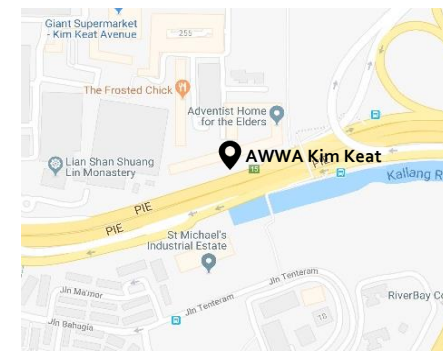 Giant Supermarket
- Kim Keat Avenue
255
The Frosted Chick
Adventist Home
for the Elders
AWWA Kim Keat
PIE
15
Lian Shan Shuang
Lin Monastery
Kallang R
PIE
PIE
St Michael's
Industrial Estate
Jln Tenteram
Jln Ma'mor
Jln Tenteram
RiverBay Co
18
Jln Bahagia